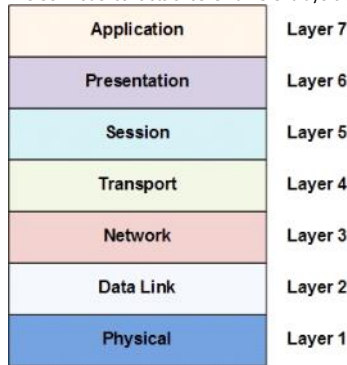 Application Layer 7
Presentation Layer 6
Session Layer 5
Transport Layer 4
Network Layer 3
Data Link Layer 2
Physical Layer 1